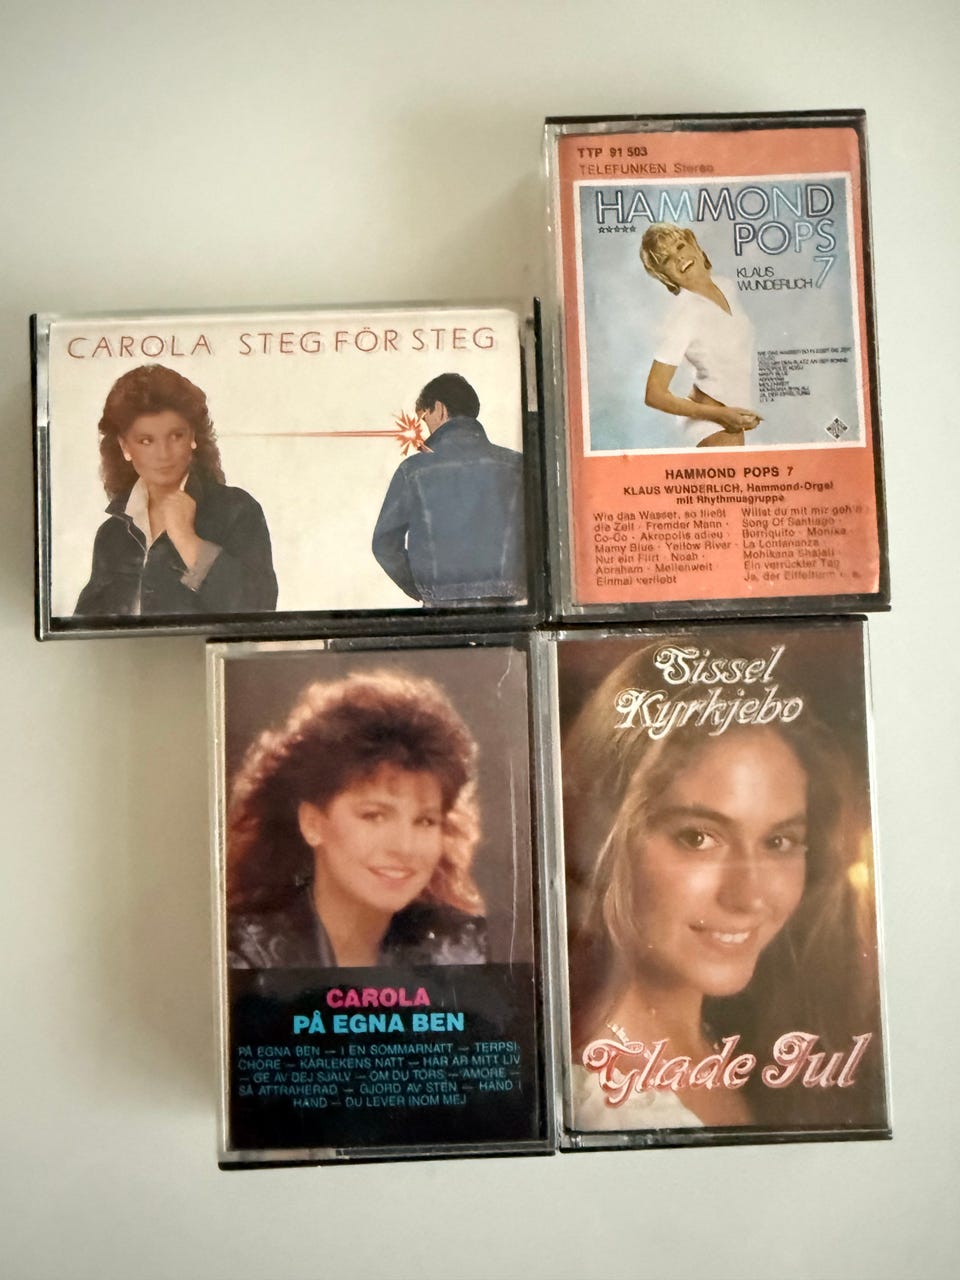 CAROLA STEG FÖR STEG
TTP 91 503
TELEFUNKEN Stereo
HAMMOND
POPS
7
KLAUS
WUNDERLICH
HAMMOND POPS 7
KLAUS WUNDERLICH, Hammond-Orgel
mit Rhythmusgruppe
Wie das Wasser, so fließt
die Zeit · Fremder Mann ·
Co-Co · Akropolis adieu ·
Mamy Blue · Yellow River ·
Nur ein Flirt · Noah ·
Abraham · Meilenweit ·
Einmal verliebt
Willst du mit mir geh'n
Song Of Santiago ·
Borriquito · Monika ·
La Lontananza ·
Mohikana Shalali ·
Ein verrückter Tag
Ja, der Eiffelturm u. a.
CAROLA
PÅ EGNA BEN
PÅ EGNA BEN – I EN SOMMARNATT – TERPSI
CHORE – KÄRLEKENS NATT – HÄR ÄR MITT LIV
– GE AV DEJ SJÄLV – OM DU TÖRS – AMORE –
SÅ ATTRAHERAD – GJORD AV STEN – HAND I
HAND – DU LEVER INOM MEJ
Sissel
Kyrkjebo
Glade Jul